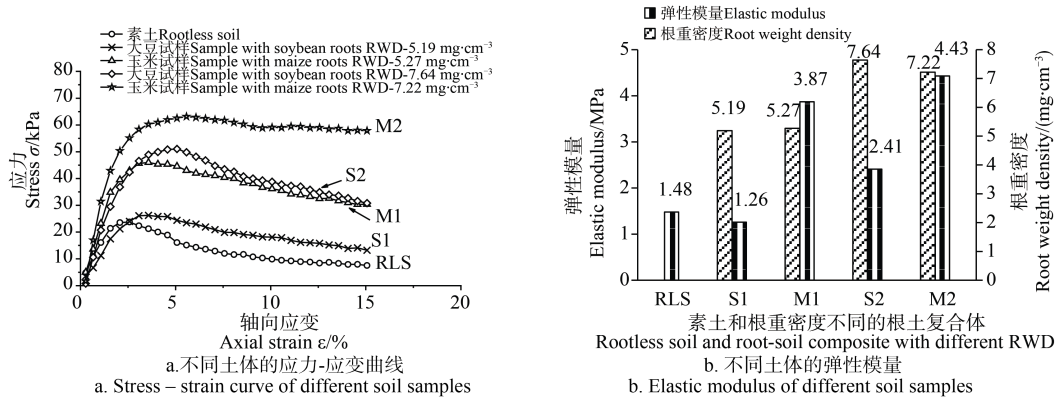 素土Rootless soil
大豆试样Sample with soybean roots RWD-5.19 mg·cm⁻³
玉米试样Sample with maize roots RWD-5.27 mg·cm⁻³
大豆试样Sample with soybean roots RWD-7.64 mg·cm⁻³
玉米试样Sample with maize roots RWD-7.22 mg·cm⁻³
80
70
60
50
40
30
20
10
0
应力
Stress σ/kPa
M2
S2
M1
S1
RLS
0 5 10 15 20
轴向应变
Axial strain ε/%
a.不同土体的应力-应变曲线
a. Stress – strain curve of different soil samples
弹性模量Elastic modulus
根重密度Root weight density
5
4
3
2
1
0
弹性模量
Elastic modulus/MPa
1.48
5.19
1.26
5.27
3.87
7.64
2.41
7.22
4.43
8
7
6
5
4
3
2
1
0
根重密度
Root weight density/(mg·cm⁻³)
RLS S1 M1 S2 M2
素土和根重密度不同的根土复合体
Rootless soil and root-soil composite with different RWD
b. 不同土体的弹性模量
b. Elastic modulus of different soil samples